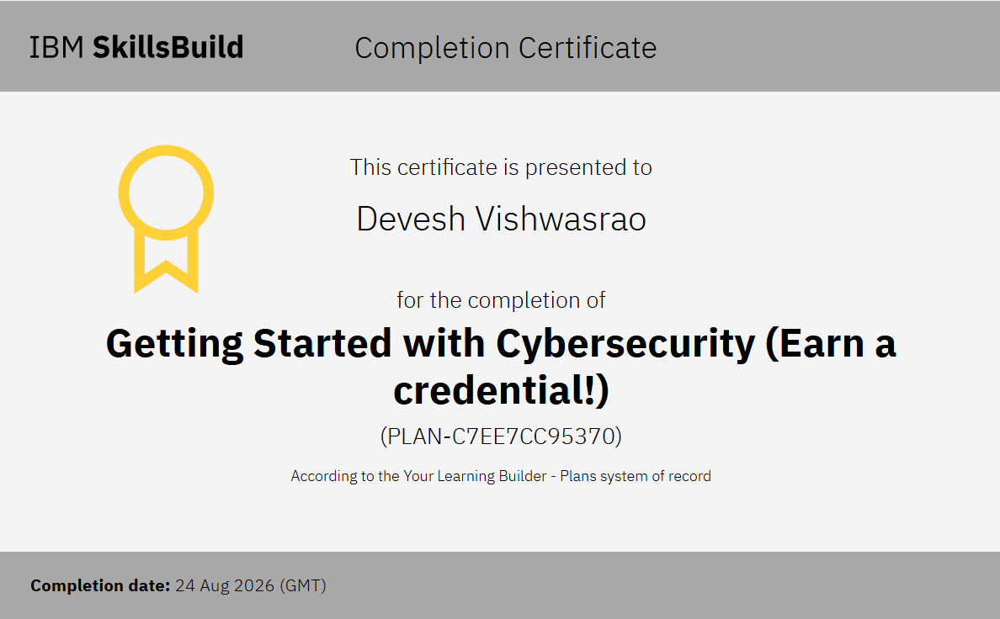 IBM SkillsBuild
Completion Certificate
This certificate is presented to
Devesh Vishwasrao
for the completion of
Getting Started with Cybersecurity (Earn a
credential!)
(PLAN-C7EE7CC95370)
According to the Your Learning Builder - Plans system of record
Completion date: 24 Aug 2026 (GMT)